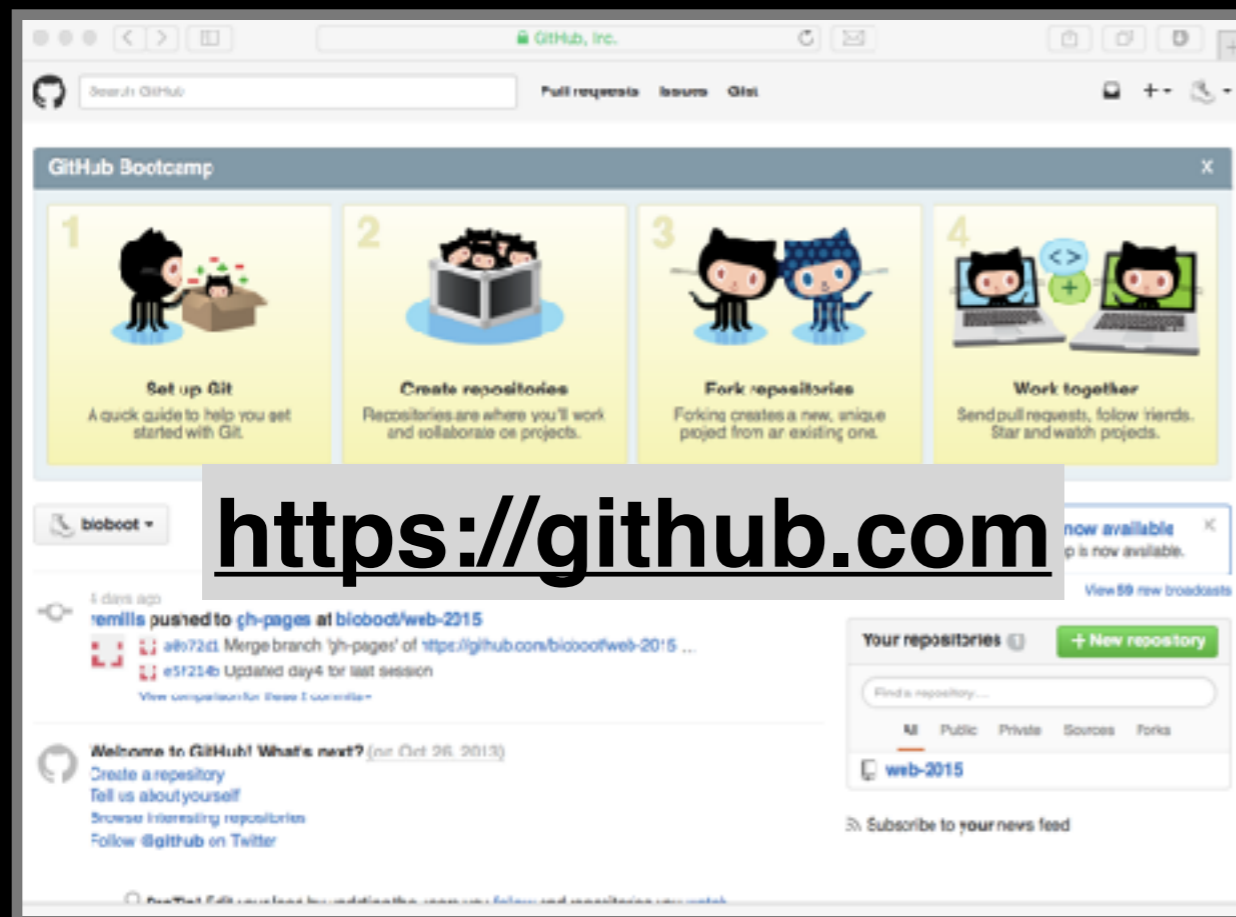 GitHub, Inc.
Search GitHub
Pull requests Issues Gist
GitHub Bootcamp
1
Set up Git
A quick guide to help you get
started with Git.
2
Create repositories
Repositories are where you'll work
and collaborate on projects.
3
Fork repositories
Forking creates a new, unique
project from an existing one.
4
Work together
Send pull requests, follow friends.
Star and watch projects.
https://github.com
bioboot
now available
p is now available.
View 59 new broadcasts
4 days ago
remills pushed to gh-pages at bioboot/web-2015
Merge branch 'gh-pages' of https://github.com/bioboot/web-2015 ...
Updated day4 for last session
View comparison for these 2 commits »
Your repositories 1
+ New repository
Find a repository...
All Public Private Sources Forks
web-2015
Subscribe to your news feed
Welcome to GitHub! What's next? (on Oct 26, 2013)
Create a repository
Tell us about yourself
Browse interesting repositories
Follow @github on Twitter